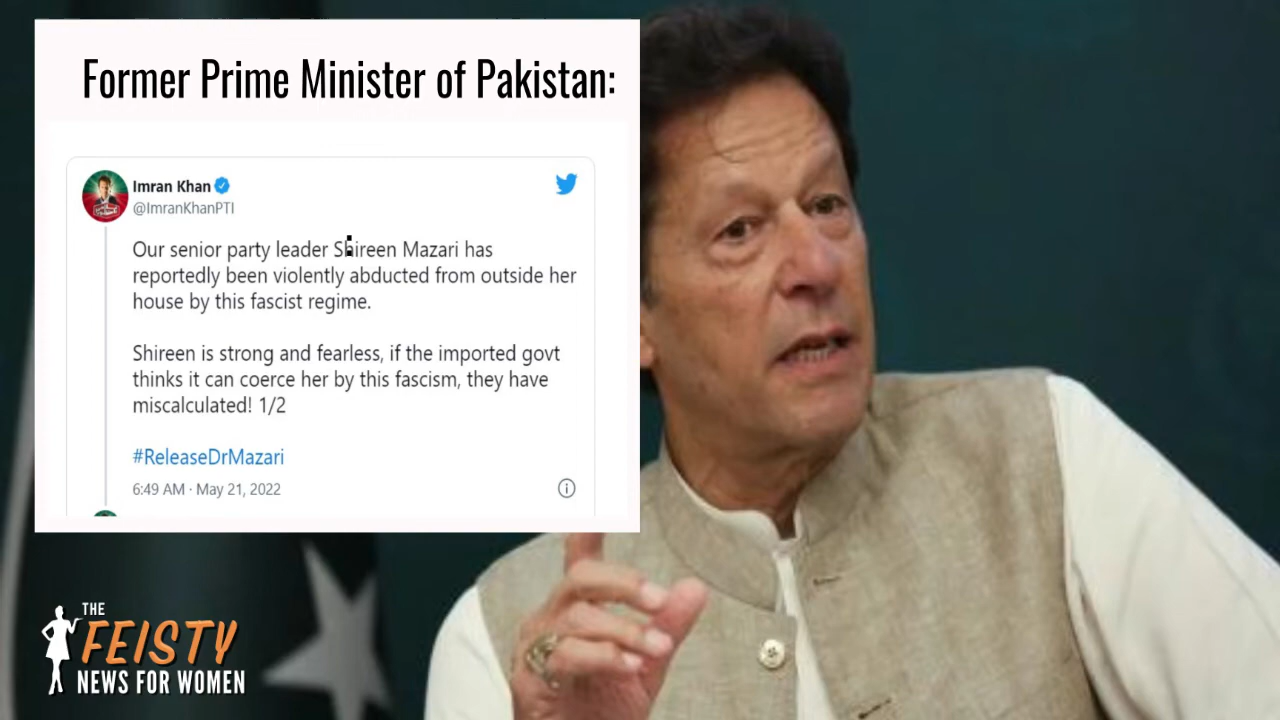 Former Prime Minister of Pakistan:
Imran Khan
@ImranKhanPTI
Our senior party leader Shireen Mazari has
reportedly been violently abducted from outside her
house by this fascist regime.
Shireen is strong and fearless, if the imported govt
thinks it can coerce her by this fascism, they have
miscalculated! 1/2
#ReleaseDrMazari
6:49 AM · May 21, 2022
THE
FEISTY
NEWS FOR WOMEN